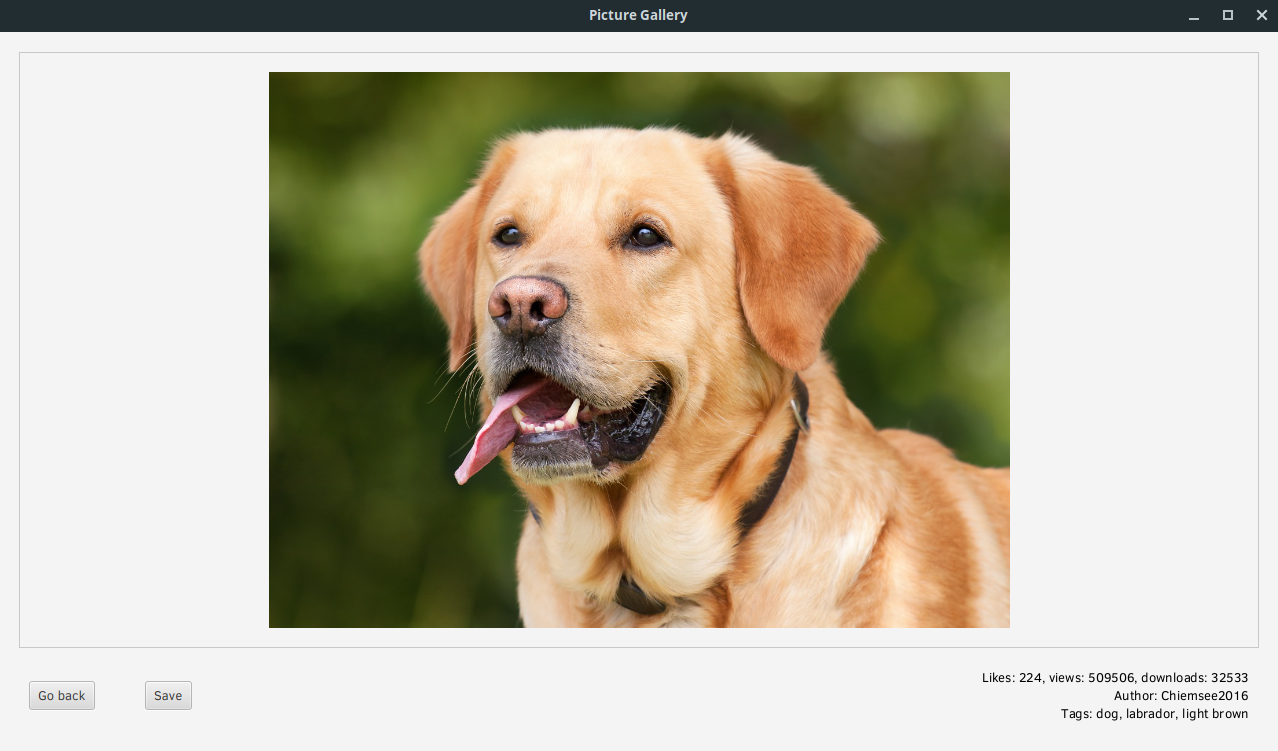 Picture Gallery
Go back
Save
Likes: 224, views: 509506, downloads: 32533
Author: Chiemsee2016
Tags: dog, labrador, light brown